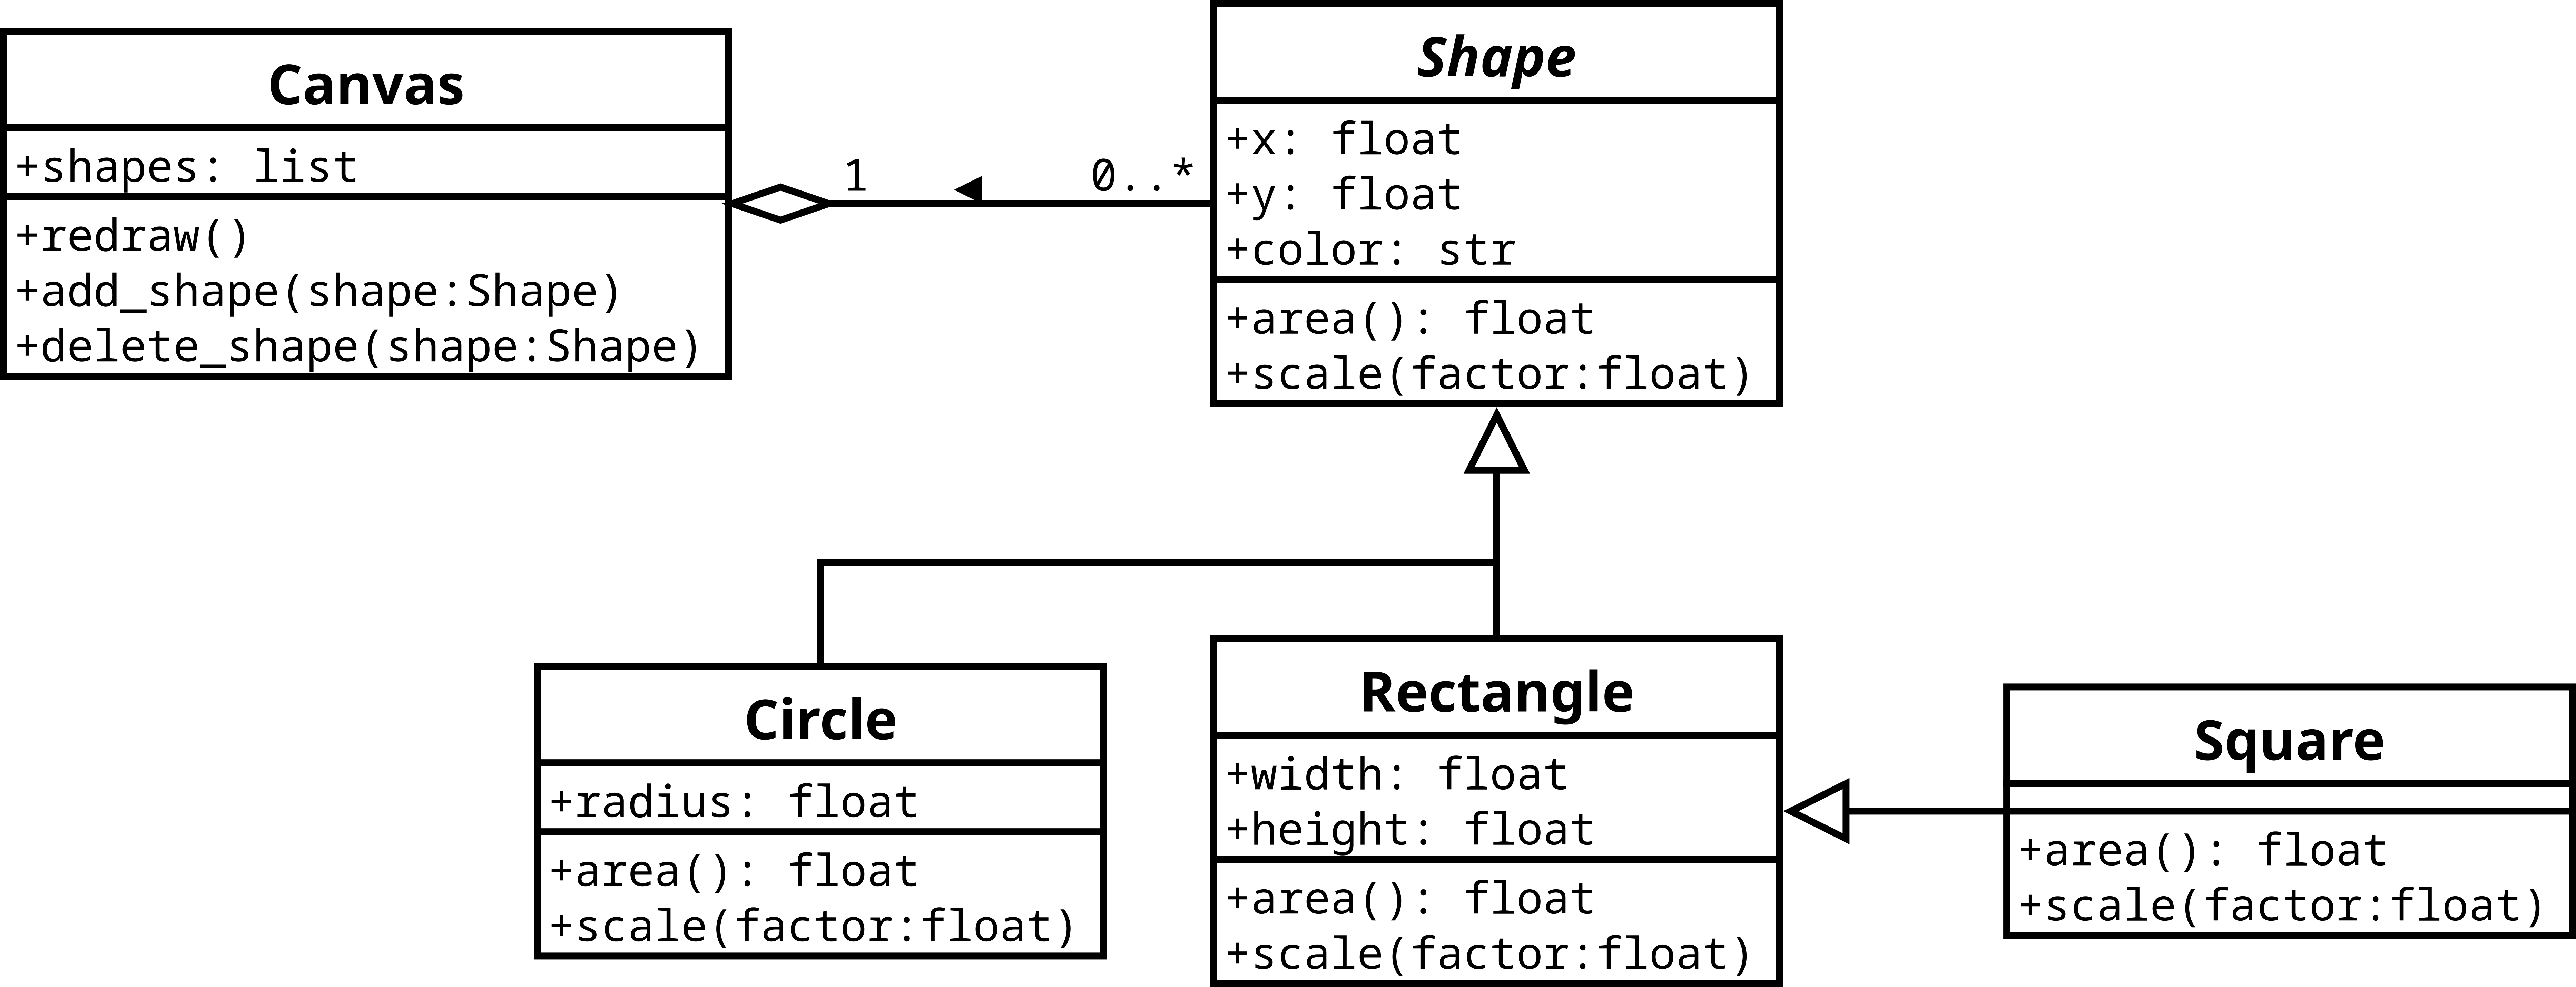 Canvas
+shapes: list
+redraw()
+add_shape(shape:Shape)
+delete_shape(shape:Shape)
1
0..*
Shape
+x: float
+y: float
+color: str
+area(): float
+scale(factor:float)
Circle
+radius: float
+area(): float
+scale(factor:float)
Rectangle
+width: float
+height: float
+area(): float
+scale(factor:float)
Square
+area(): float
+scale(factor:float)